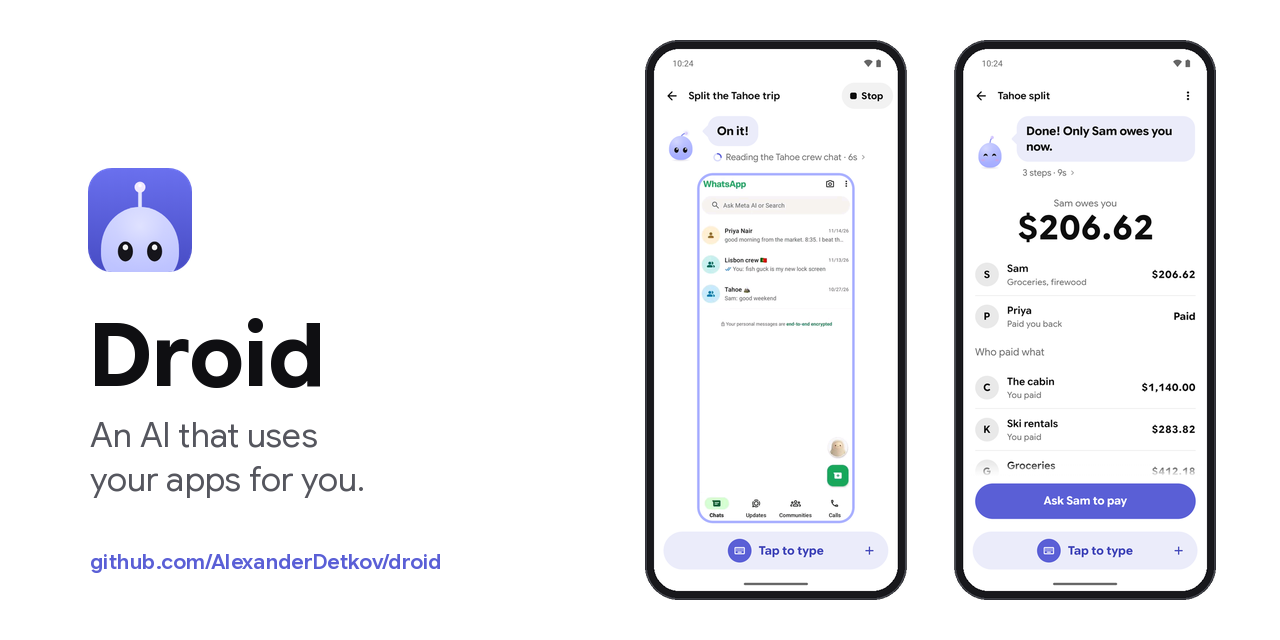 Droid
An AI that uses
your apps for you.
github.com/AlexanderDetkov/droid
10:24
Split the Tahoe trip
Stop
On it!
Reading the Tahoe crew chat · 6s
WhatsApp
Ask Meta AI or Search
Priya Nair 11/14/26
good morning from the market. 8:35. I beat th...
Lisbon crew 🇵🇹 11/13/26
You: fish guck is my new lock screen
Tahoe 10/27/26
Sam: good weekend
Your personal messages are end-to-end encrypted
Chats Updates Communities Calls
Tap to type
10:24
Tahoe split
Done! Only Sam owes you
now.
3 steps · 9s
Sam owes you
$206.62
S Sam $206.62
Groceries, firewood
P Priya Paid
Paid you back
Who paid what
C The cabin $1,140.00
You paid
K Ski rentals $283.82
You paid
G Groceries $412.18
Ask Sam to pay
Tap to type